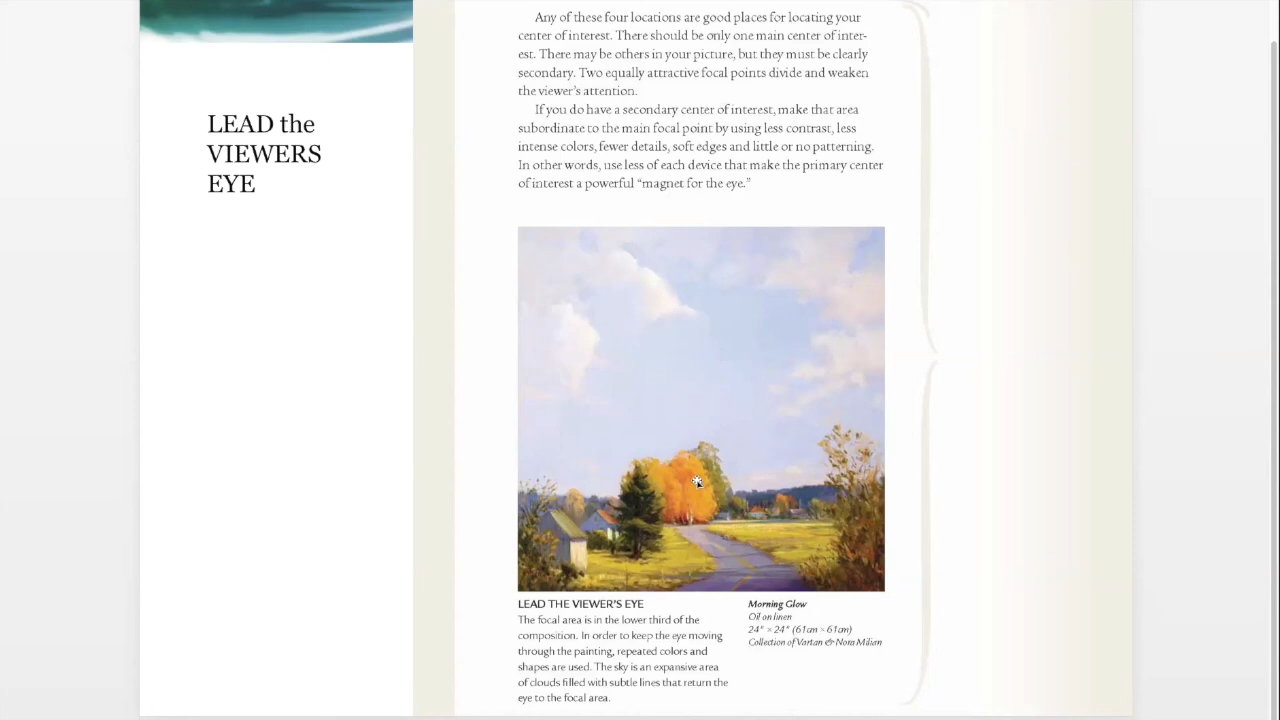 LEAD the
VIEWERS
EYE
Any of these four locations are good places for locating your
center of interest. There should be only one main center of inter-
est. There may be others in your picture, but they must be clearly
secondary. Two equally attractive focal points divide and weaken
the viewer's attention.
If you do have a secondary center of interest, make that area
subordinate to the main focal point by using less contrast, less
intense colors, fewer details, soft edges and little or no patterning.
In other words, use less of each device that make the primary center
of interest a powerful “magnet for the eye.”
LEAD THE VIEWER'S EYE
The focal area is in the lower third of the
composition. In order to keep the eye moving
through the painting, repeated colors and
shapes are used. The sky is an expansive area
of clouds filled with subtle lines that return the
eye to the focal area.
Morning Glow
Oil on linen
24" × 24" (61cm × 61cm)
Collection of Vartan & Nora Milian